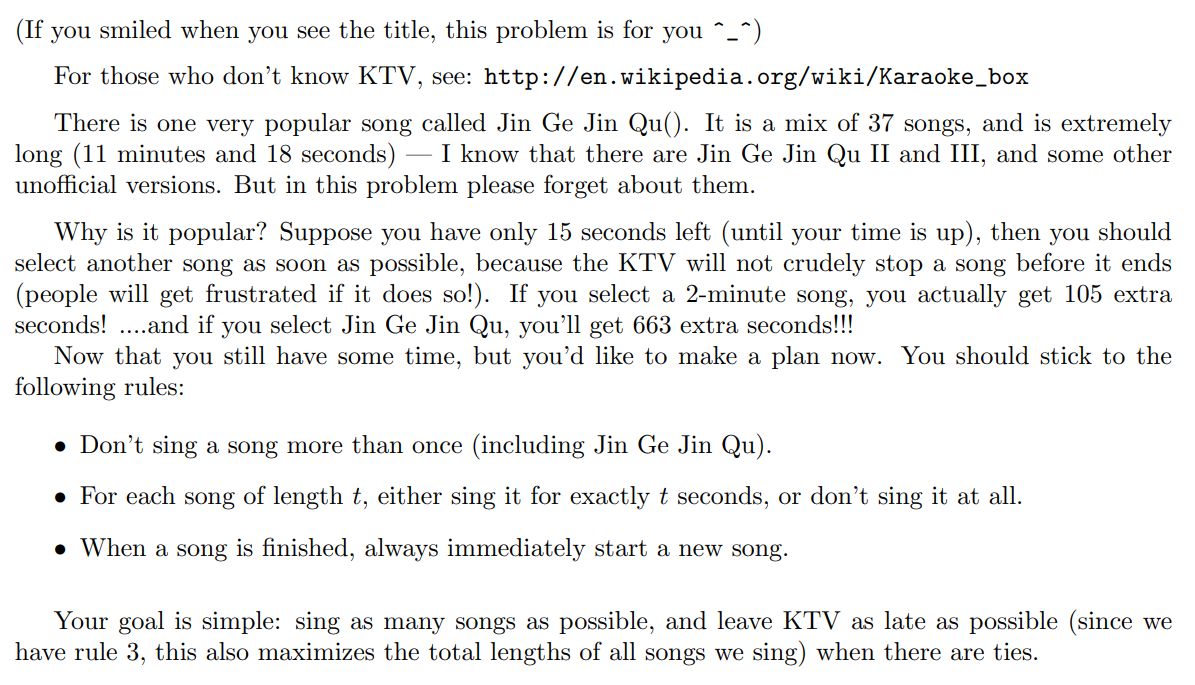 (If you smiled when you see the title, this problem is for you ^_^)
For those who don't know KTV, see: http://en.wikipedia.org/wiki/Karaoke_box
There is one very popular song called Jin Ge Jin Qu(). It is a mix of 37 songs, and is extremely
long (11 minutes and 18 seconds) — I know that there are Jin Ge Jin Qu II and III, and some other
unofficial versions. But in this problem please forget about them.
Why is it popular? Suppose you have only 15 seconds left (until your time is up), then you should
select another song as soon as possible, because the KTV will not crudely stop a song before it ends
(people will get frustrated if it does so!). If you select a 2-minute song, you actually get 105 extra
seconds! ....and if you select Jin Ge Jin Qu, you'll get 663 extra seconds!!!
Now that you still have some time, but you'd like to make a plan now. You should stick to the
following rules:
• Don't sing a song more than once (including Jin Ge Jin Qu).
• For each song of length t, either sing it for exactly t seconds, or don't sing it at all.
• When a song is finished, always immediately start a new song.
Your goal is simple: sing as many songs as possible, and leave KTV as late as possible (since we
have rule 3, this also maximizes the total lengths of all songs we sing) when there are ties.